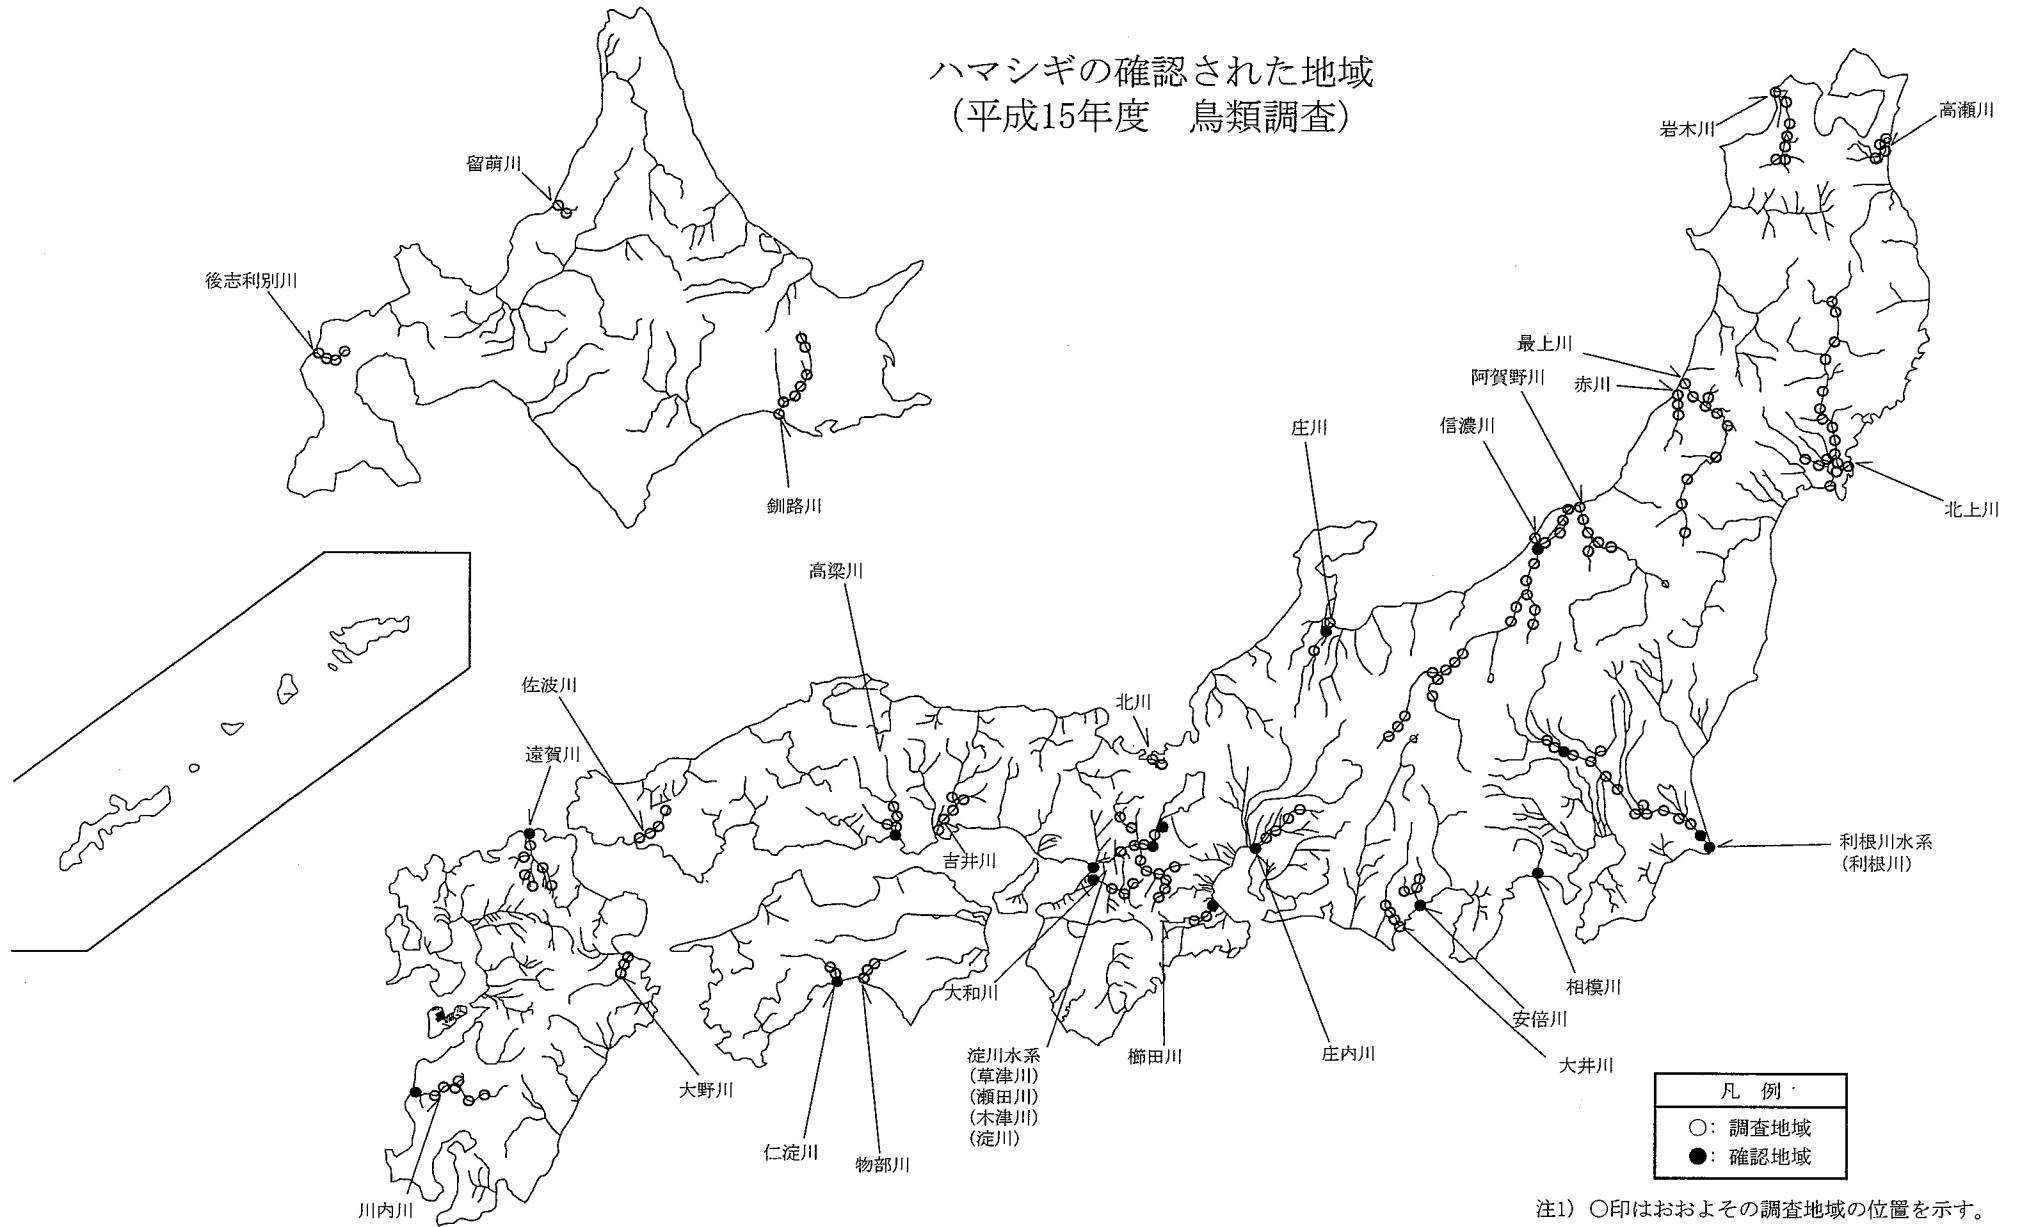 ハマシギの確認された地域
(平成15年度　鳥類調査)
岩木川
高瀬川
留萌川
後志利別川
最上川
阿賀野川
赤川
信濃川
庄川
釧路川
北上川
高梁川
佐波川
北川
遠賀川
吉井川
利根川水系
(利根川)
大和川
相模川
安倍川
淀川水系
(草津川)
(瀬田川)
(木津川)
(淀川)
櫛田川
庄内川
大井川
大野川
仁淀川
物部川
川内川
凡　例
○：調査地域
●：確認地域
注1) ○印はおおよその調査地域の位置を示す。